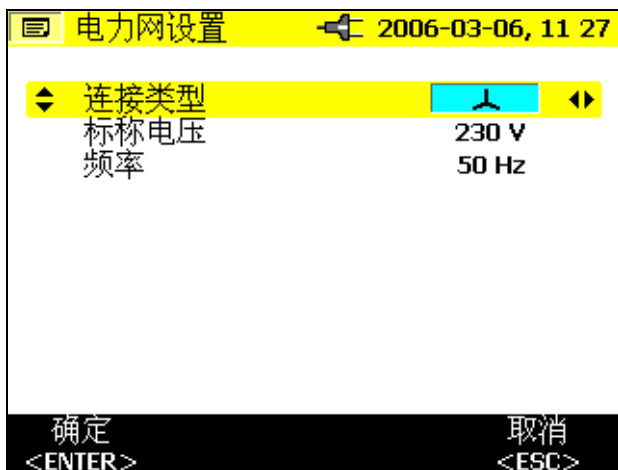 电力网设置 2006-03-06, 11 27
连接类型
标称电压 230 V
频率 50 Hz
确定 取消
<ENTER> <ESC>